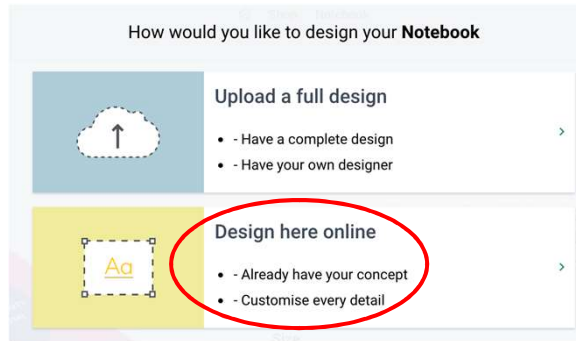 How would you like to design your Notebook
Upload a full design
• - Have a complete design
• - Have your own designer
Design here online
Aa
• - Already have your concept
• - Customise every detail